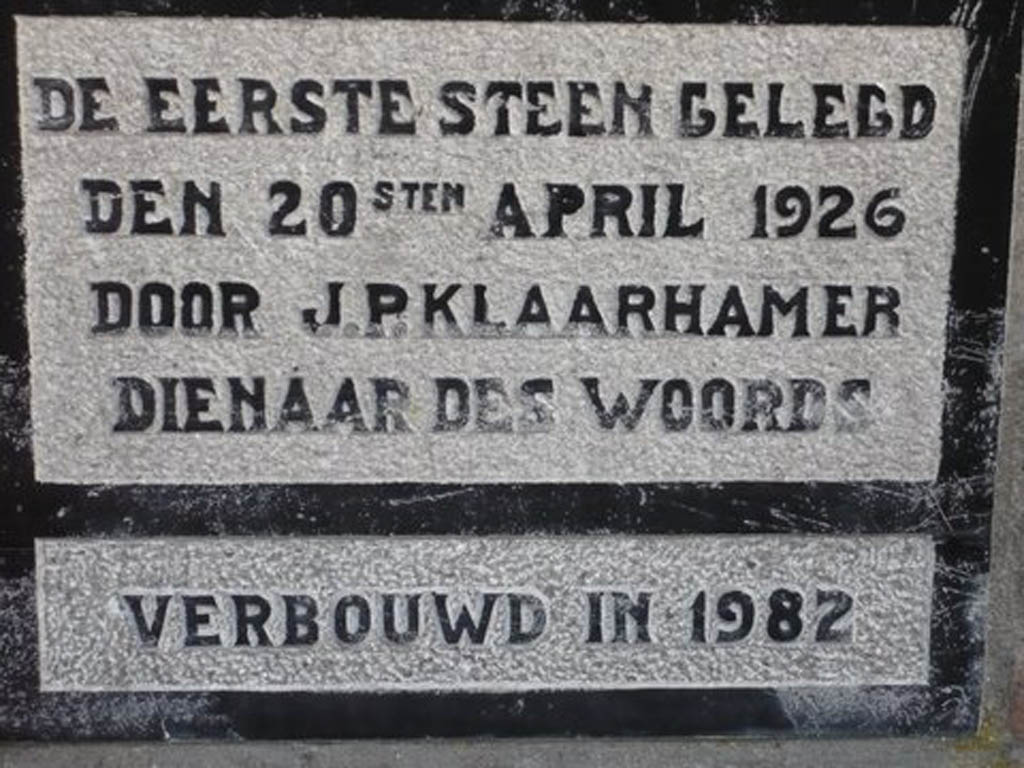 DE EERSTE STEEN GELEGD
DEN 20STEN APRIL 1926
DOOR J.P. KLAARHAMER
DIENAAR DES WOORDS
VERBOUWD IN 1982